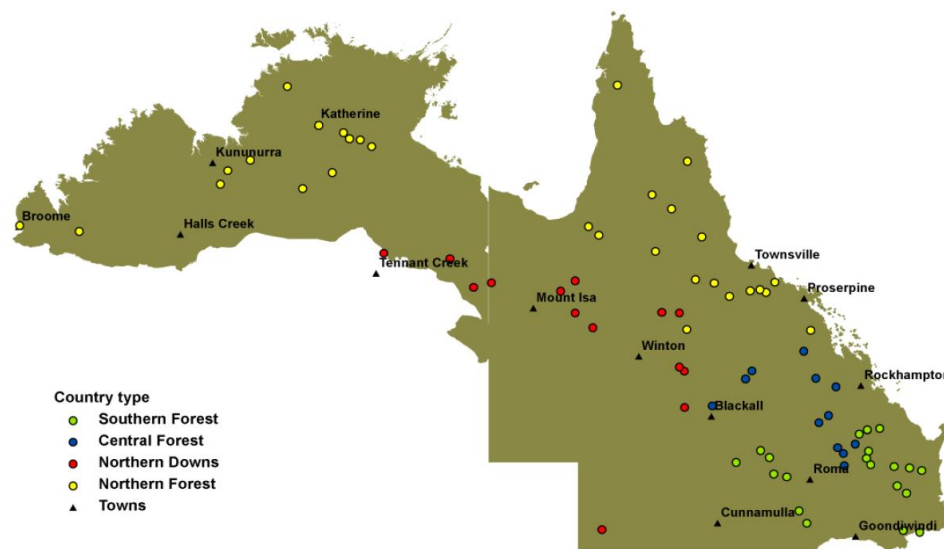 Katherine
Kununurra
Broome
Halls Creek
Tennant Creek
Townsville
Proserpine
Mount Isa
Winton
Rockhampton
Blackall
Roma
Cunnamulla
Goondiwindi
Country type
Southern Forest
Central Forest
Northern Downs
Northern Forest
Towns